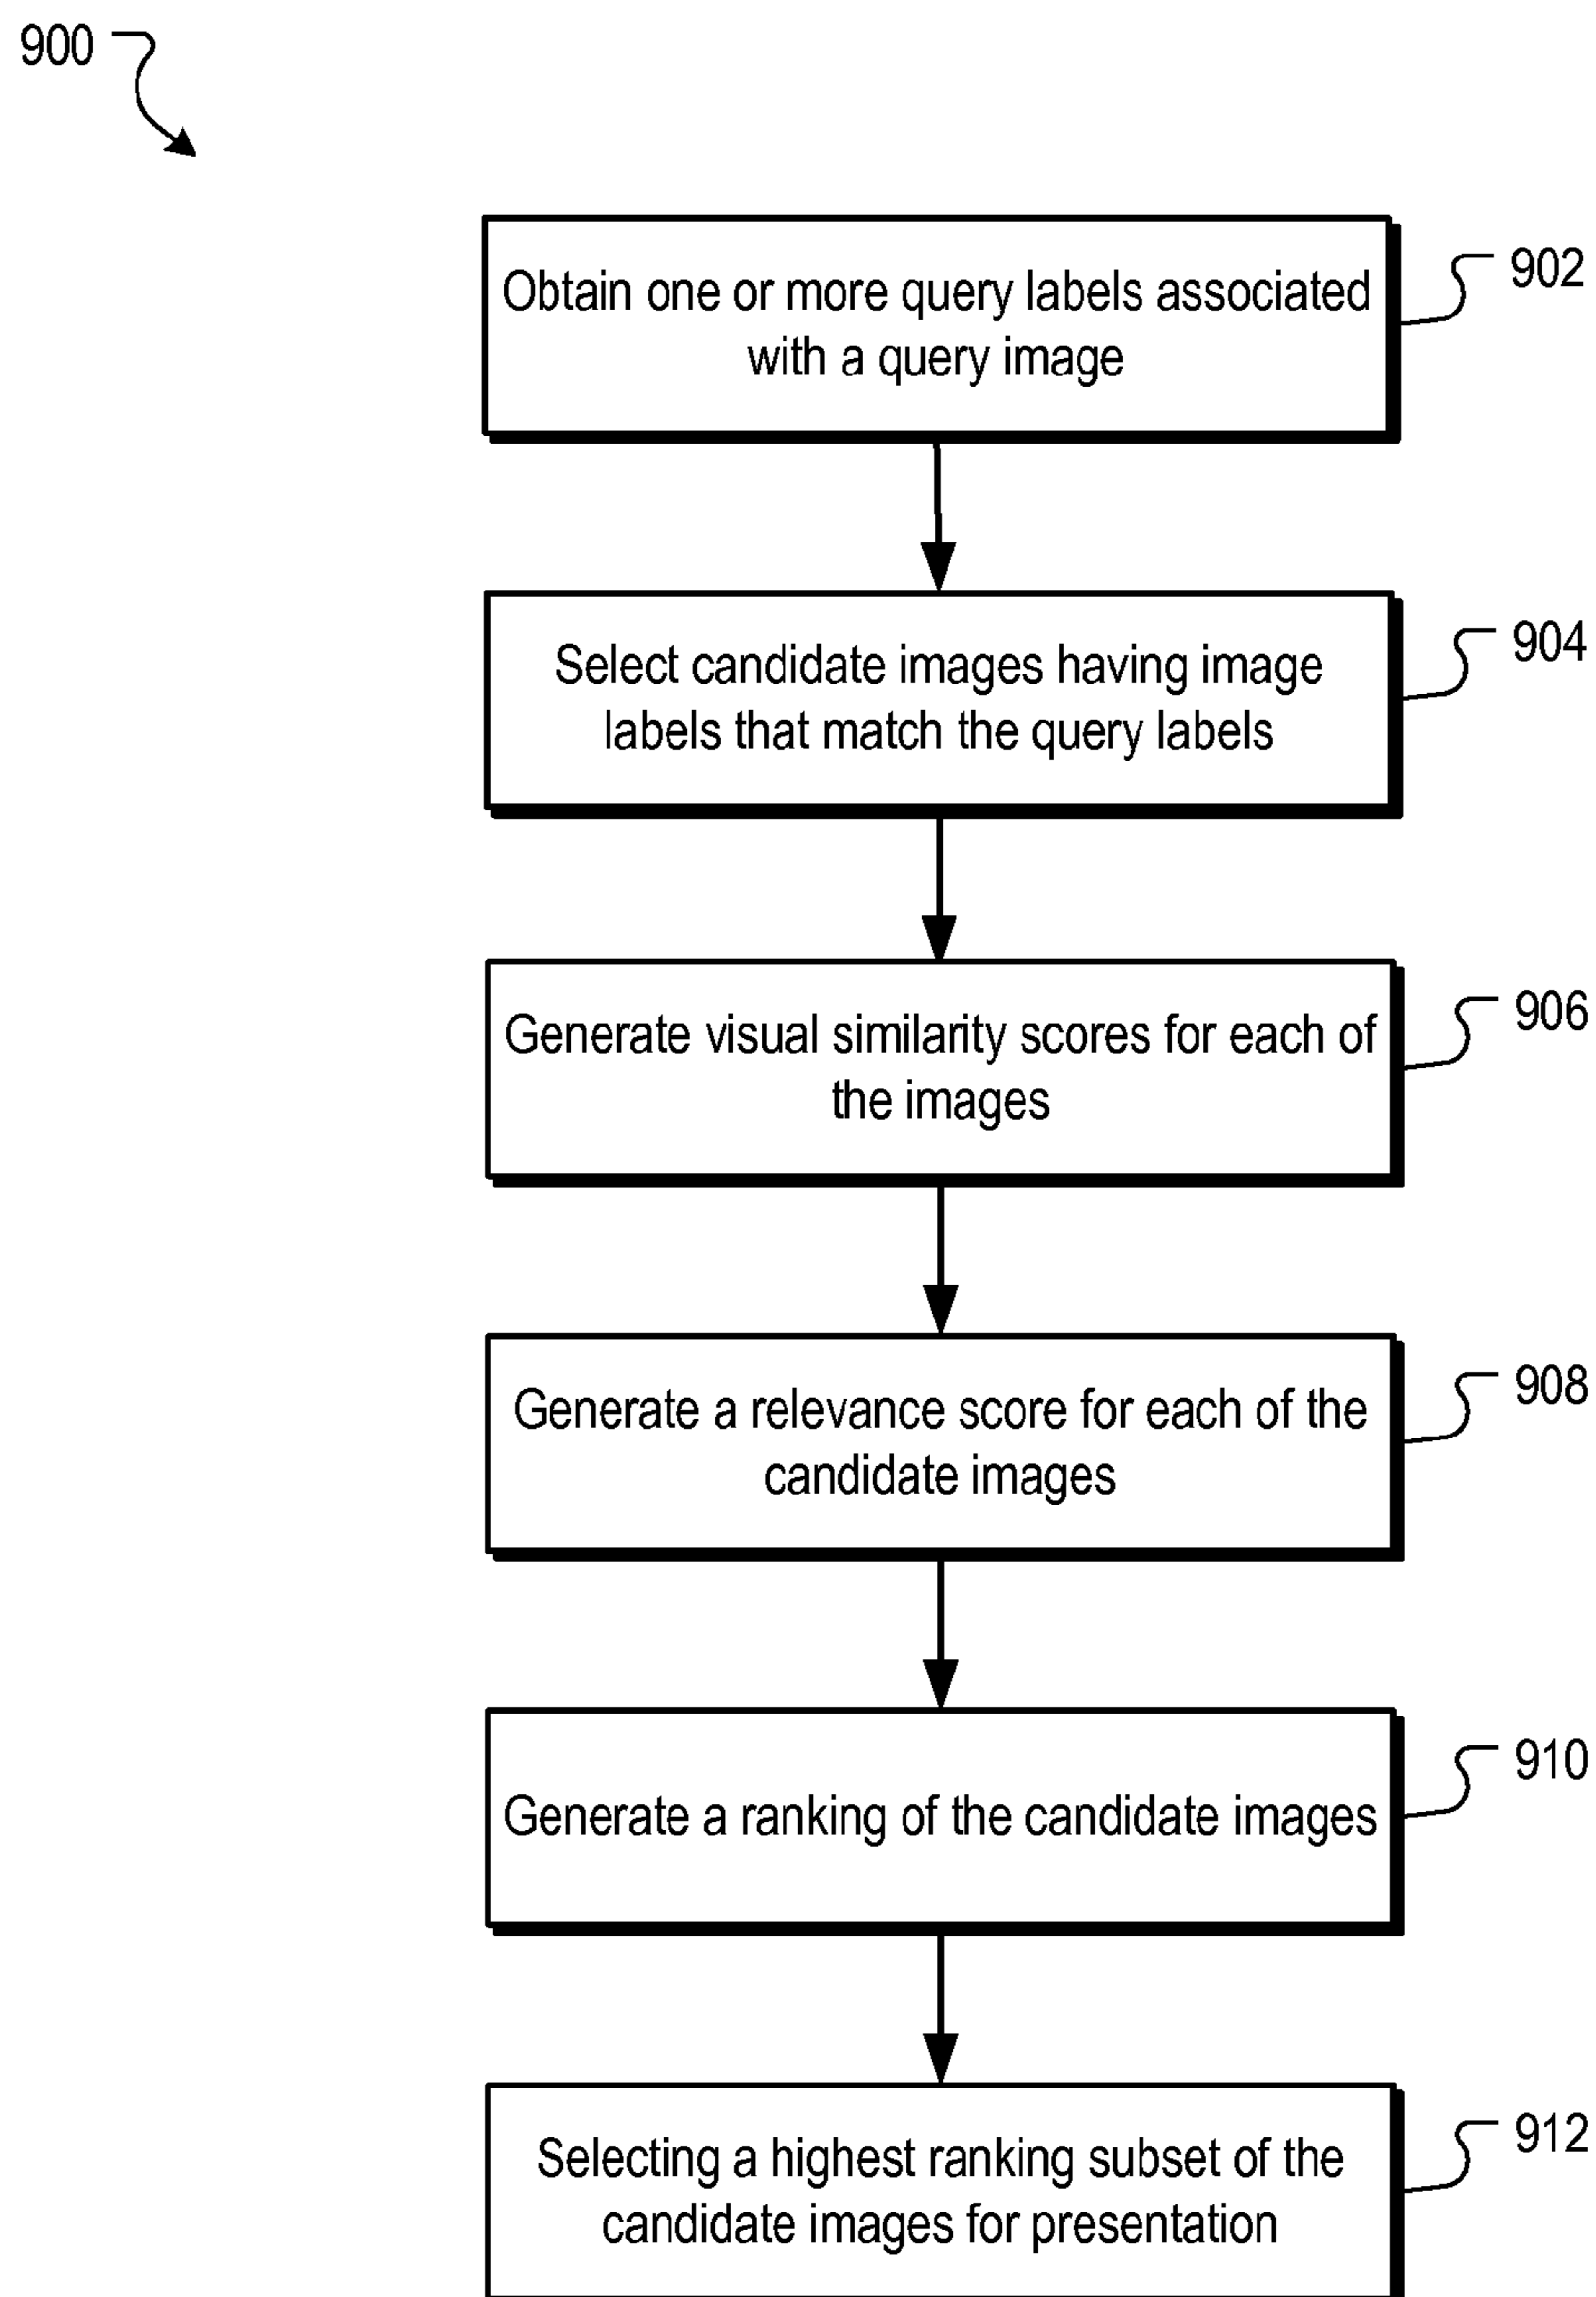 900
Obtain one or more query labels associated
with a query image
902
Select candidate images having image
labels that match the query labels
904
Generate visual similarity scores for each of
the images
906
Generate a relevance score for each of the
candidate images
908
Generate a ranking of the candidate images
910
Selecting a highest ranking subset of the
candidate images for presentation
912